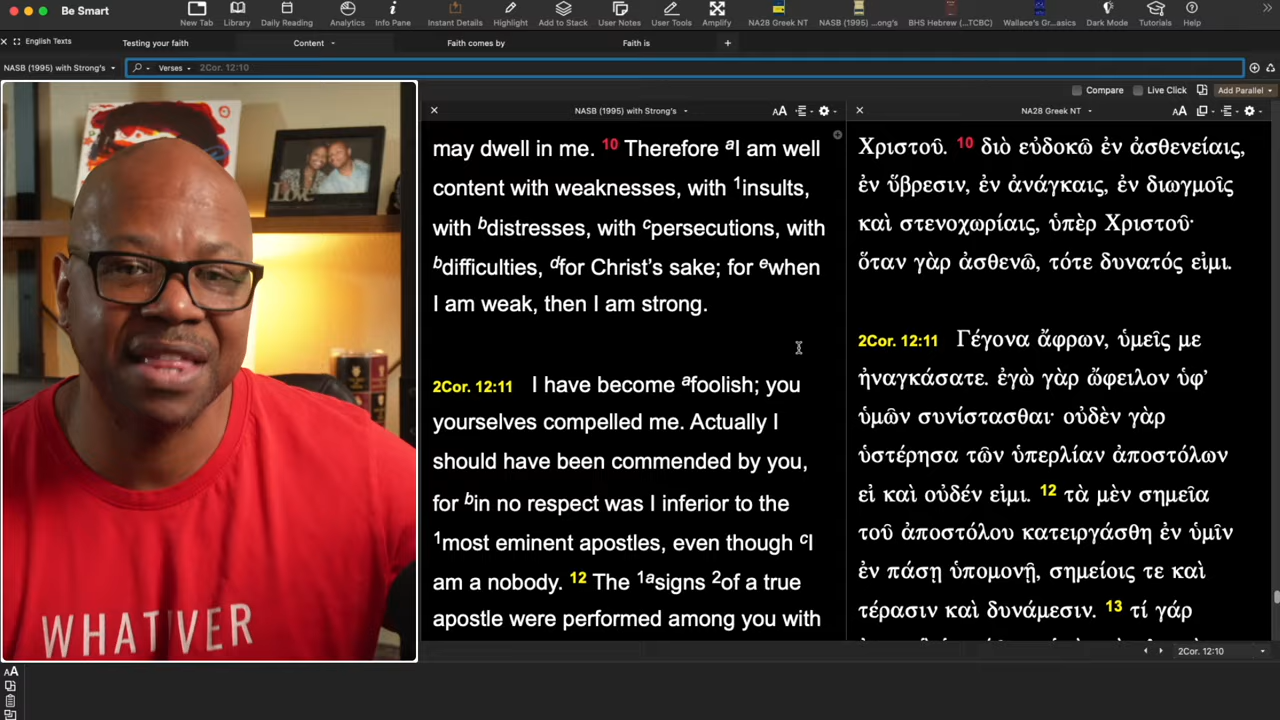 Be Smart
New Tab
Library
Daily Reading
Analytics
Info Pane
Instant Details
Highlight
Add to Stack
User Notes
User Tools
Amplify
NA28 Greek NT
NASB (1995) ...ong's
BHS Hebrew (...TCBC)
Wallace's Gr...asics
Dark Mode
Tutorials
Help
English Texts
Testing your faith
Content
Faith comes by
Faith is
NASB (1995) with Strong's
Verses
2Cor. 12:10
Compare
Live Click
Add Parallel
NASB (1995) with Strong's
may dwell in me. 10 Therefore aI am well
content with weaknesses, with 1insults,
with bdistresses, with cpersecutions, with
bdifficulties, dfor Christ's sake; for ewhen
I am weak, then I am strong.
2Cor. 12:11 I have become afoolish; you
yourselves compelled me. Actually I
should have been commended by you,
for bin no respect was I inferior to the
1most eminent apostles, even though cI
am a nobody. 12 The 1asigns 2of a true
apostle were performed among you with
NA28 Greek NT
Χριστοῦ. 10 διὸ εὐδοκῶ ἐν ἀσθενείαις,
ἐν ὕβρεσιν, ἐν ἀνάγκαις, ἐν διωγμοῖς
καὶ στενοχωρίαις, ὑπὲρ Χριστοῦ·
ὅταν γὰρ ἀσθενῶ, τότε δυνατός εἰμι.
2Cor. 12:11 Γέγονα ἄφρων, ὑμεῖς με
ἠναγκάσατε. ἐγὼ γὰρ ὤφειλον ὑφ'
ὑμῶν συνίστασθαι· οὐδὲν γὰρ
ὑστέρησα τῶν ὑπερλίαν ἀποστόλων
εἰ καὶ οὐδέν εἰμι. 12 τὰ μὲν σημεῖα
τοῦ ἀποστόλου κατειργάσθη ἐν ὑμῖν
ἐν πάσῃ ὑπομονῇ, σημείοις τε καὶ
τέρασιν καὶ δυνάμεσιν. 13 τί γάρ
2Cor. 12:10
Love
WHATEVER